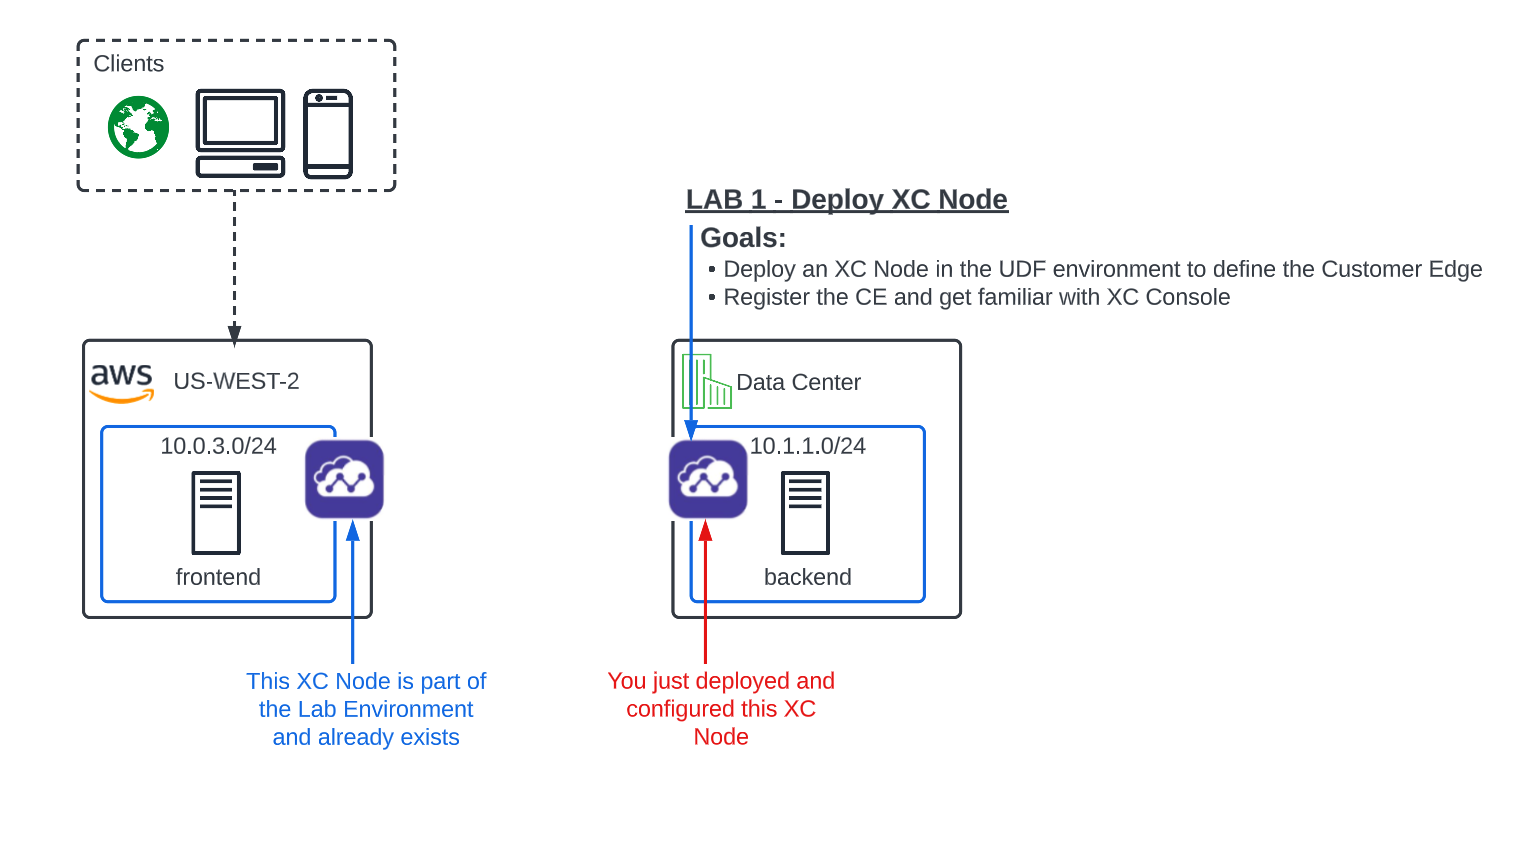 Clients
LAB 1 - Deploy XC Node
Goals:
• Deploy an XC Node in the UDF environment to define the Customer Edge
• Register the CE and get familiar with XC Console
aws
US-WEST-2
Data Center
10.0.3.0/24
10.1.1.0/24
frontend
backend
This XC Node is part of
the Lab Environment
and already exists
You just deployed and
configured this XC
Node